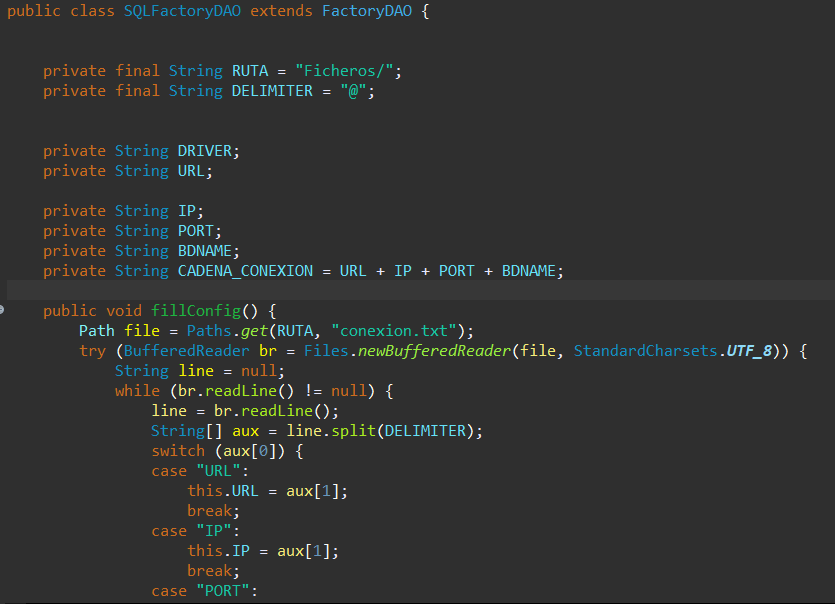 public class SQLFactoryDAO extends FactoryDAO {
private final String RUTA = "Ficheros/";
private final String DELIMITER = "@";
private String DRIVER;
private String URL;
private String IP;
private String PORT;
private String BDNAME;
private String CADENA_CONEXION = URL + IP + PORT + BDNAME;
public void fillConfig() {
Path file = Paths.get(RUTA, "conexion.txt");
try (BufferedReader br = Files.newBufferedReader(file, StandardCharsets.UTF_8)) {
String line = null;
while (br.readLine() != null) {
line = br.readLine();
String[] aux = line.split(DELIMITER);
switch (aux[0]) {
case "URL":
this.URL = aux[1];
break;
case "IP":
this.IP = aux[1];
break;
case "PORT":